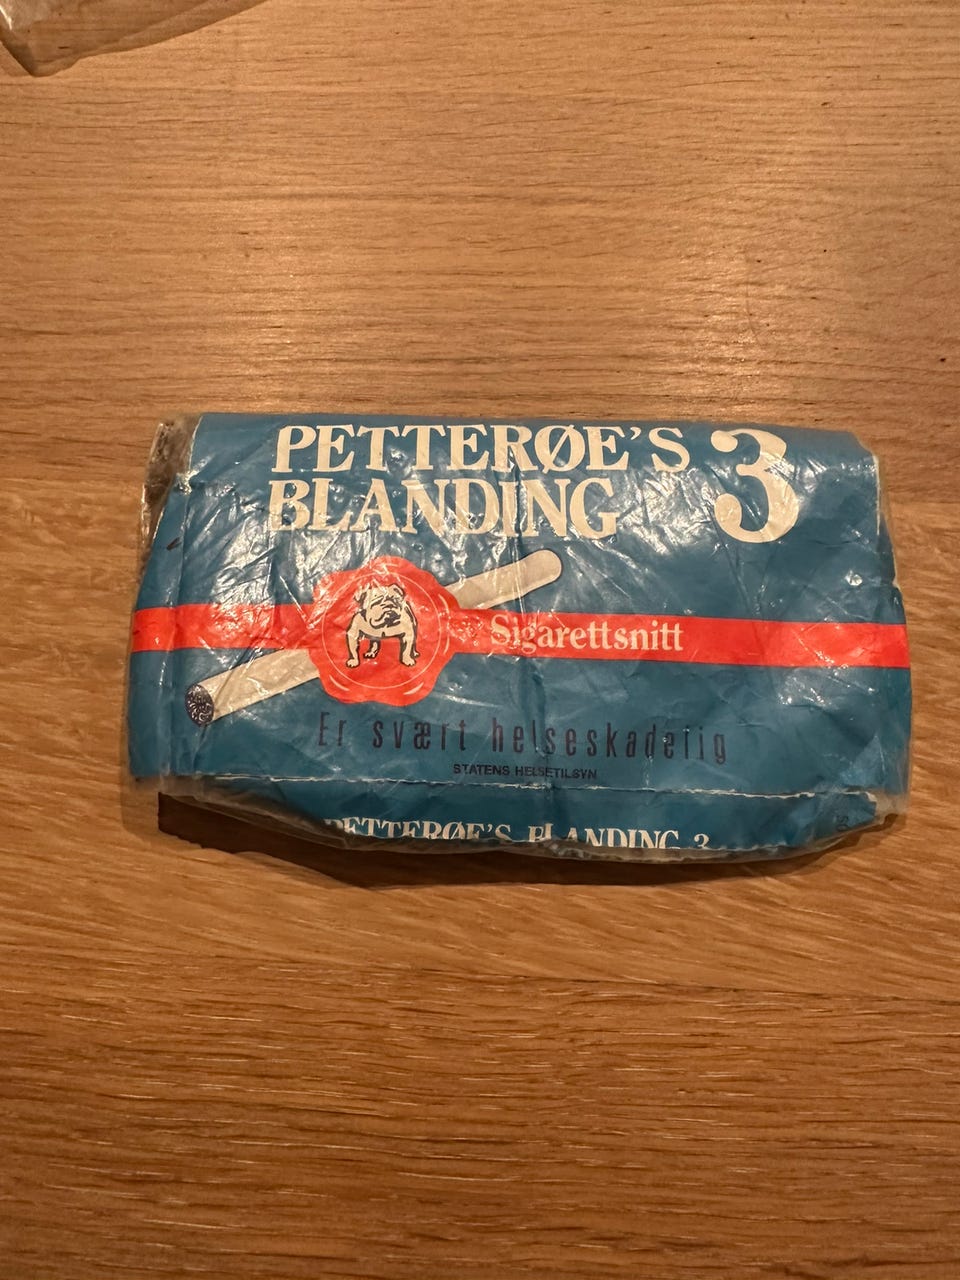 PETTERØE'S 3
BLANDING
Sigarettsnitt
Er svært helseskadelig
STATENS HELSETILSYN
PETTERØE'S BLANDING 3